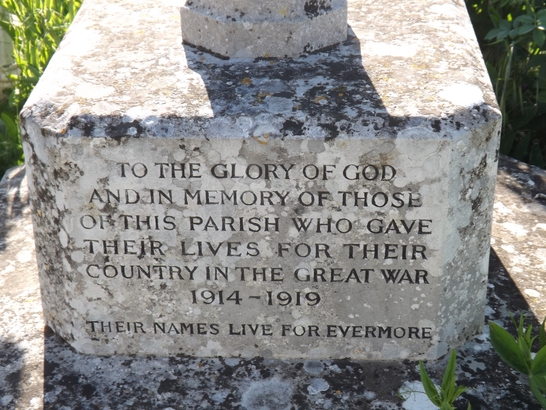 TO THE GLORY OF GOD
AND IN MEMORY OF THOSE
OF THIS PARISH WHO GAVE
THEIR LIVES FOR THEIR
COUNTRY IN THE GREAT WAR
1914-1919
THEIR NAMES LIVE FOR EVERMORE